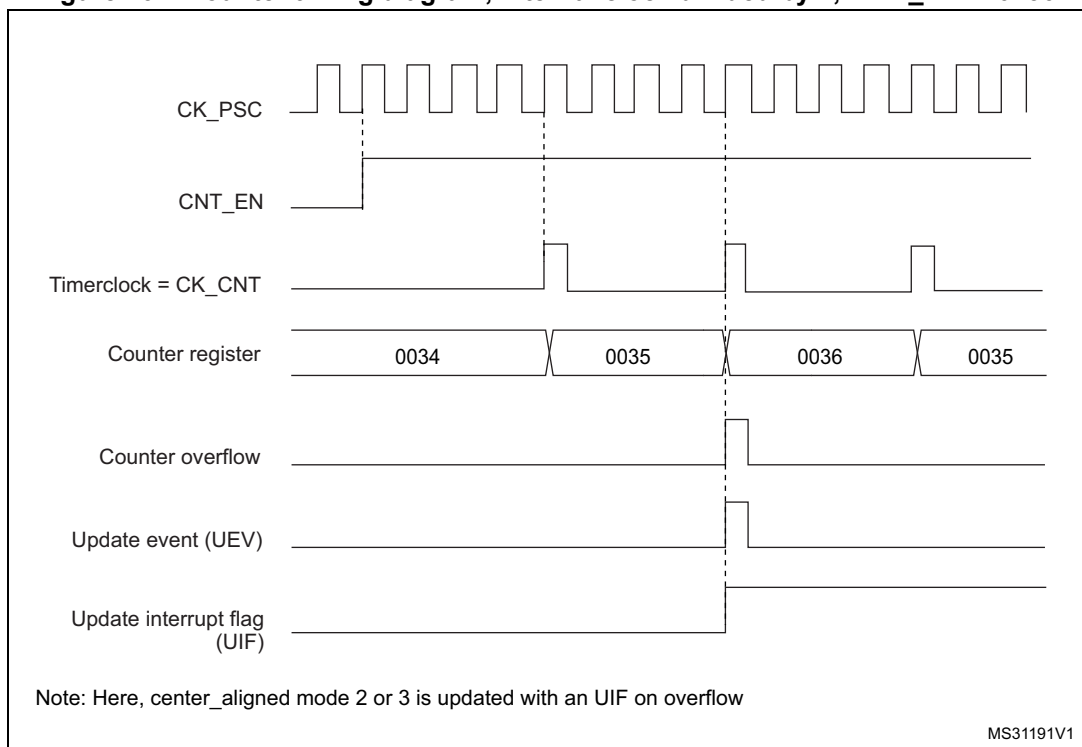 CK_PSC
CNT_EN
Timerclock = CK_CNT
Counter register 0034 0035 0036 0035
Counter overflow
Update event (UEV)
Update interrupt flag
(UIF)
Note: Here, center_aligned mode 2 or 3 is updated with an UIF on overflow
MS31191V1